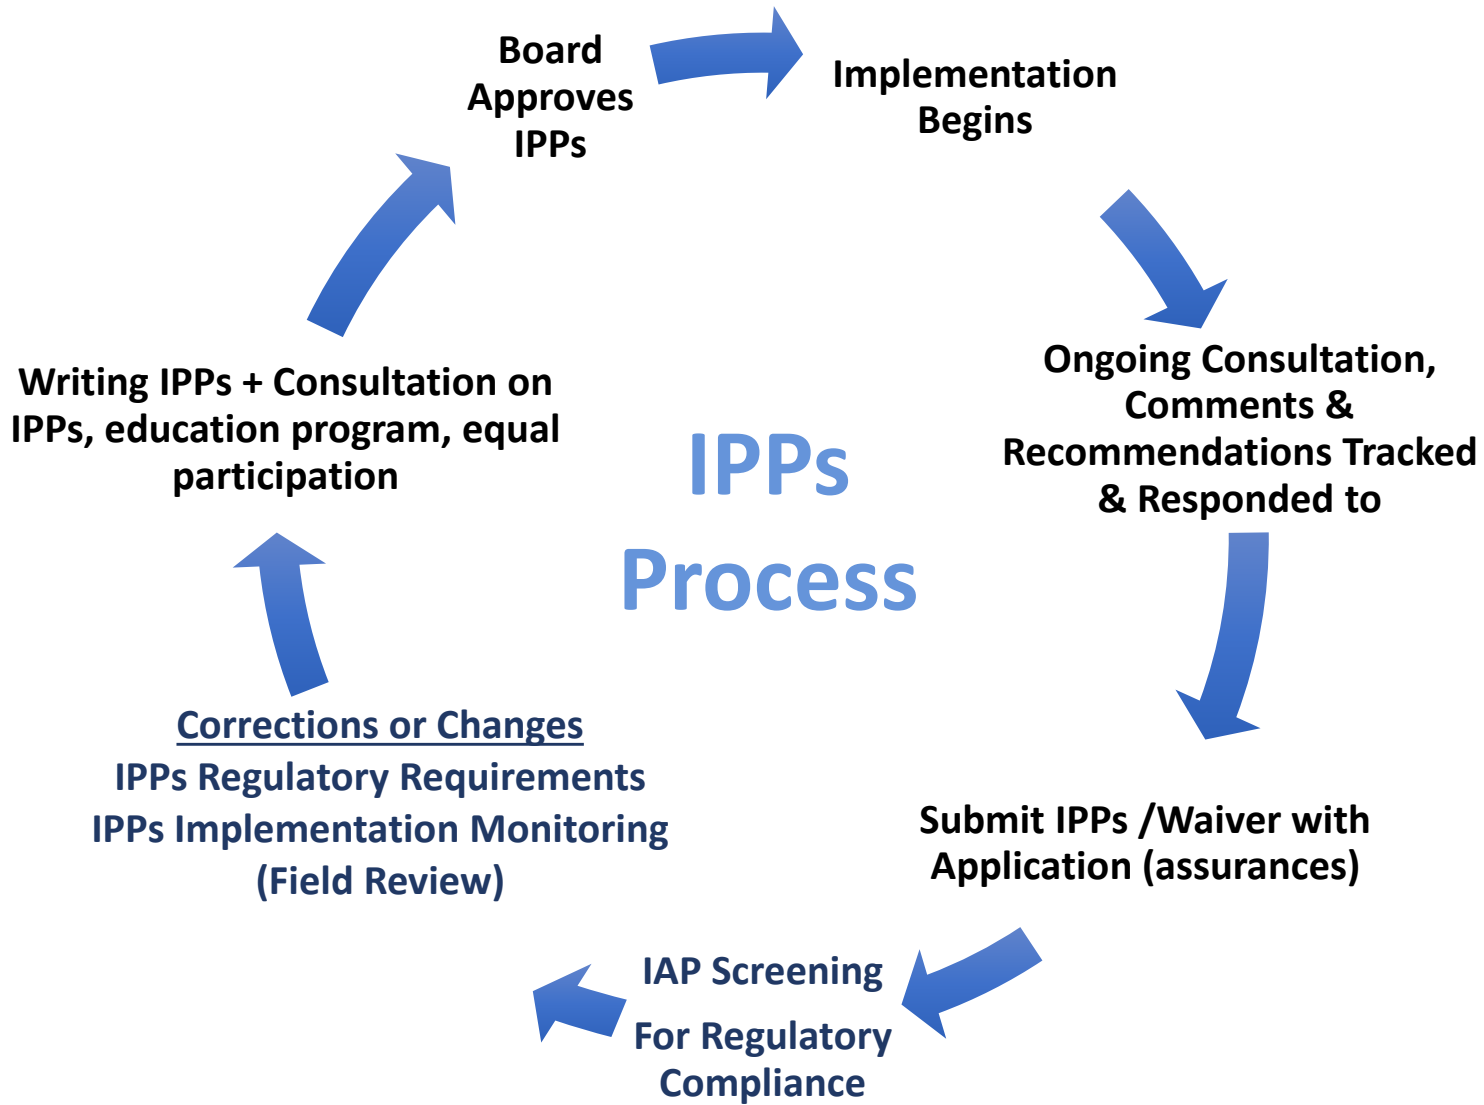 Board
Approves
IPPs
Implementation
Begins
Ongoing Consultation,
Comments &
Recommendations Tracked
& Responded to
Submit IPPs /Waiver with
Application (assurances)
IAP Screening
For Regulatory
Compliance
Corrections or Changes
IPPs Regulatory Requirements
IPPs Implementation Monitoring
(Field Review)
Writing IPPs + Consultation on
IPPs, education program, equal
participation
IPPs
Process